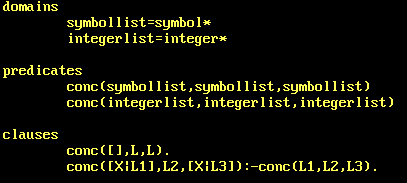 domains
symbollist=symbol*
integerlist=integer*
predicates
conc(symbollist,symbollist,symbollist)
conc(integerlist,integerlist,integerlist)
clauses
conc([],L,L).
conc([X|L1],L2,[X|L3]):-conc(L1,L2,L3).